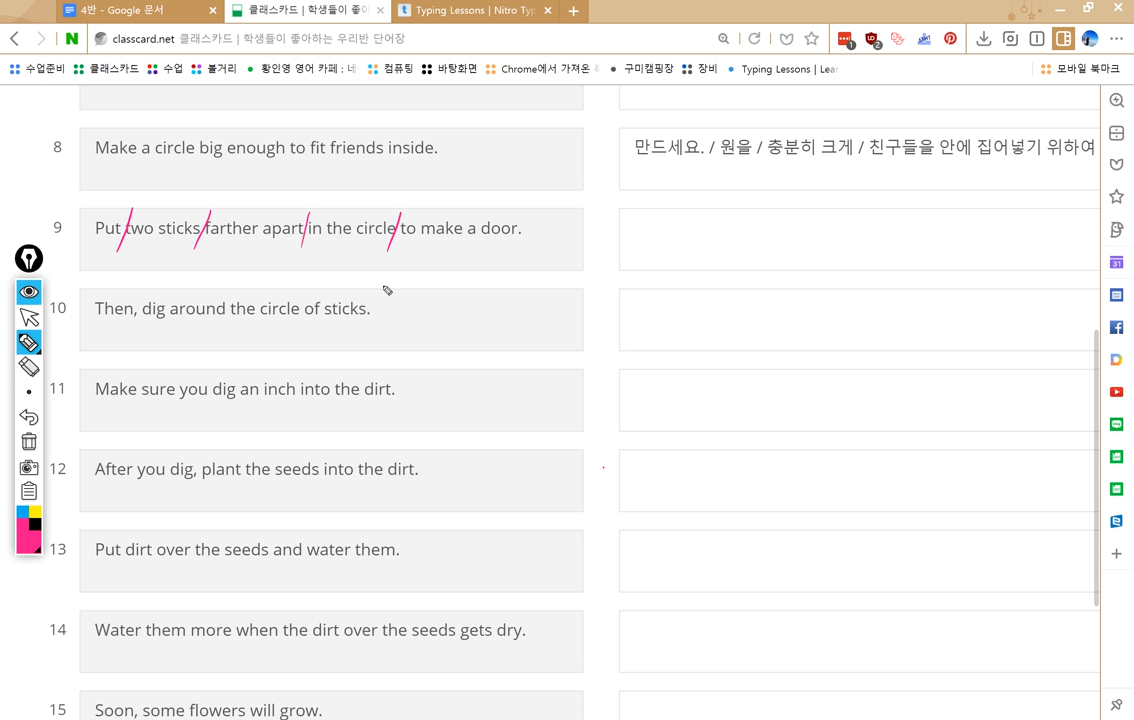 4반 - Google 문서
클래스카드 | 학생들이 좋아
Typing Lessons | Nitro Typ
N classcard.net 클래스카드 | 학생들이 좋아하는 우리반 단어장
1 2
수업준비 클래스카드 수업 볼거리 황인영 영어 카페 : 네 컴퓨팅 바탕화면 Chrome에서 가져온 구미캠핑장 장비 Typing Lessons | Lear 모바일 북마크
8 Make a circle big enough to fit friends inside. 만드세요. / 원을 / 충분히 크게 / 친구들을 안에 집어넣기 위하여
9 Put two sticks farther apart in the circle to make a door.
10 Then, dig around the circle of sticks.
11 Make sure you dig an inch into the dirt.
12 After you dig, plant the seeds into the dirt.
13 Put dirt over the seeds and water them.
14 Water them more when the dirt over the seeds gets dry.
15 Soon, some flowers will grow.
31